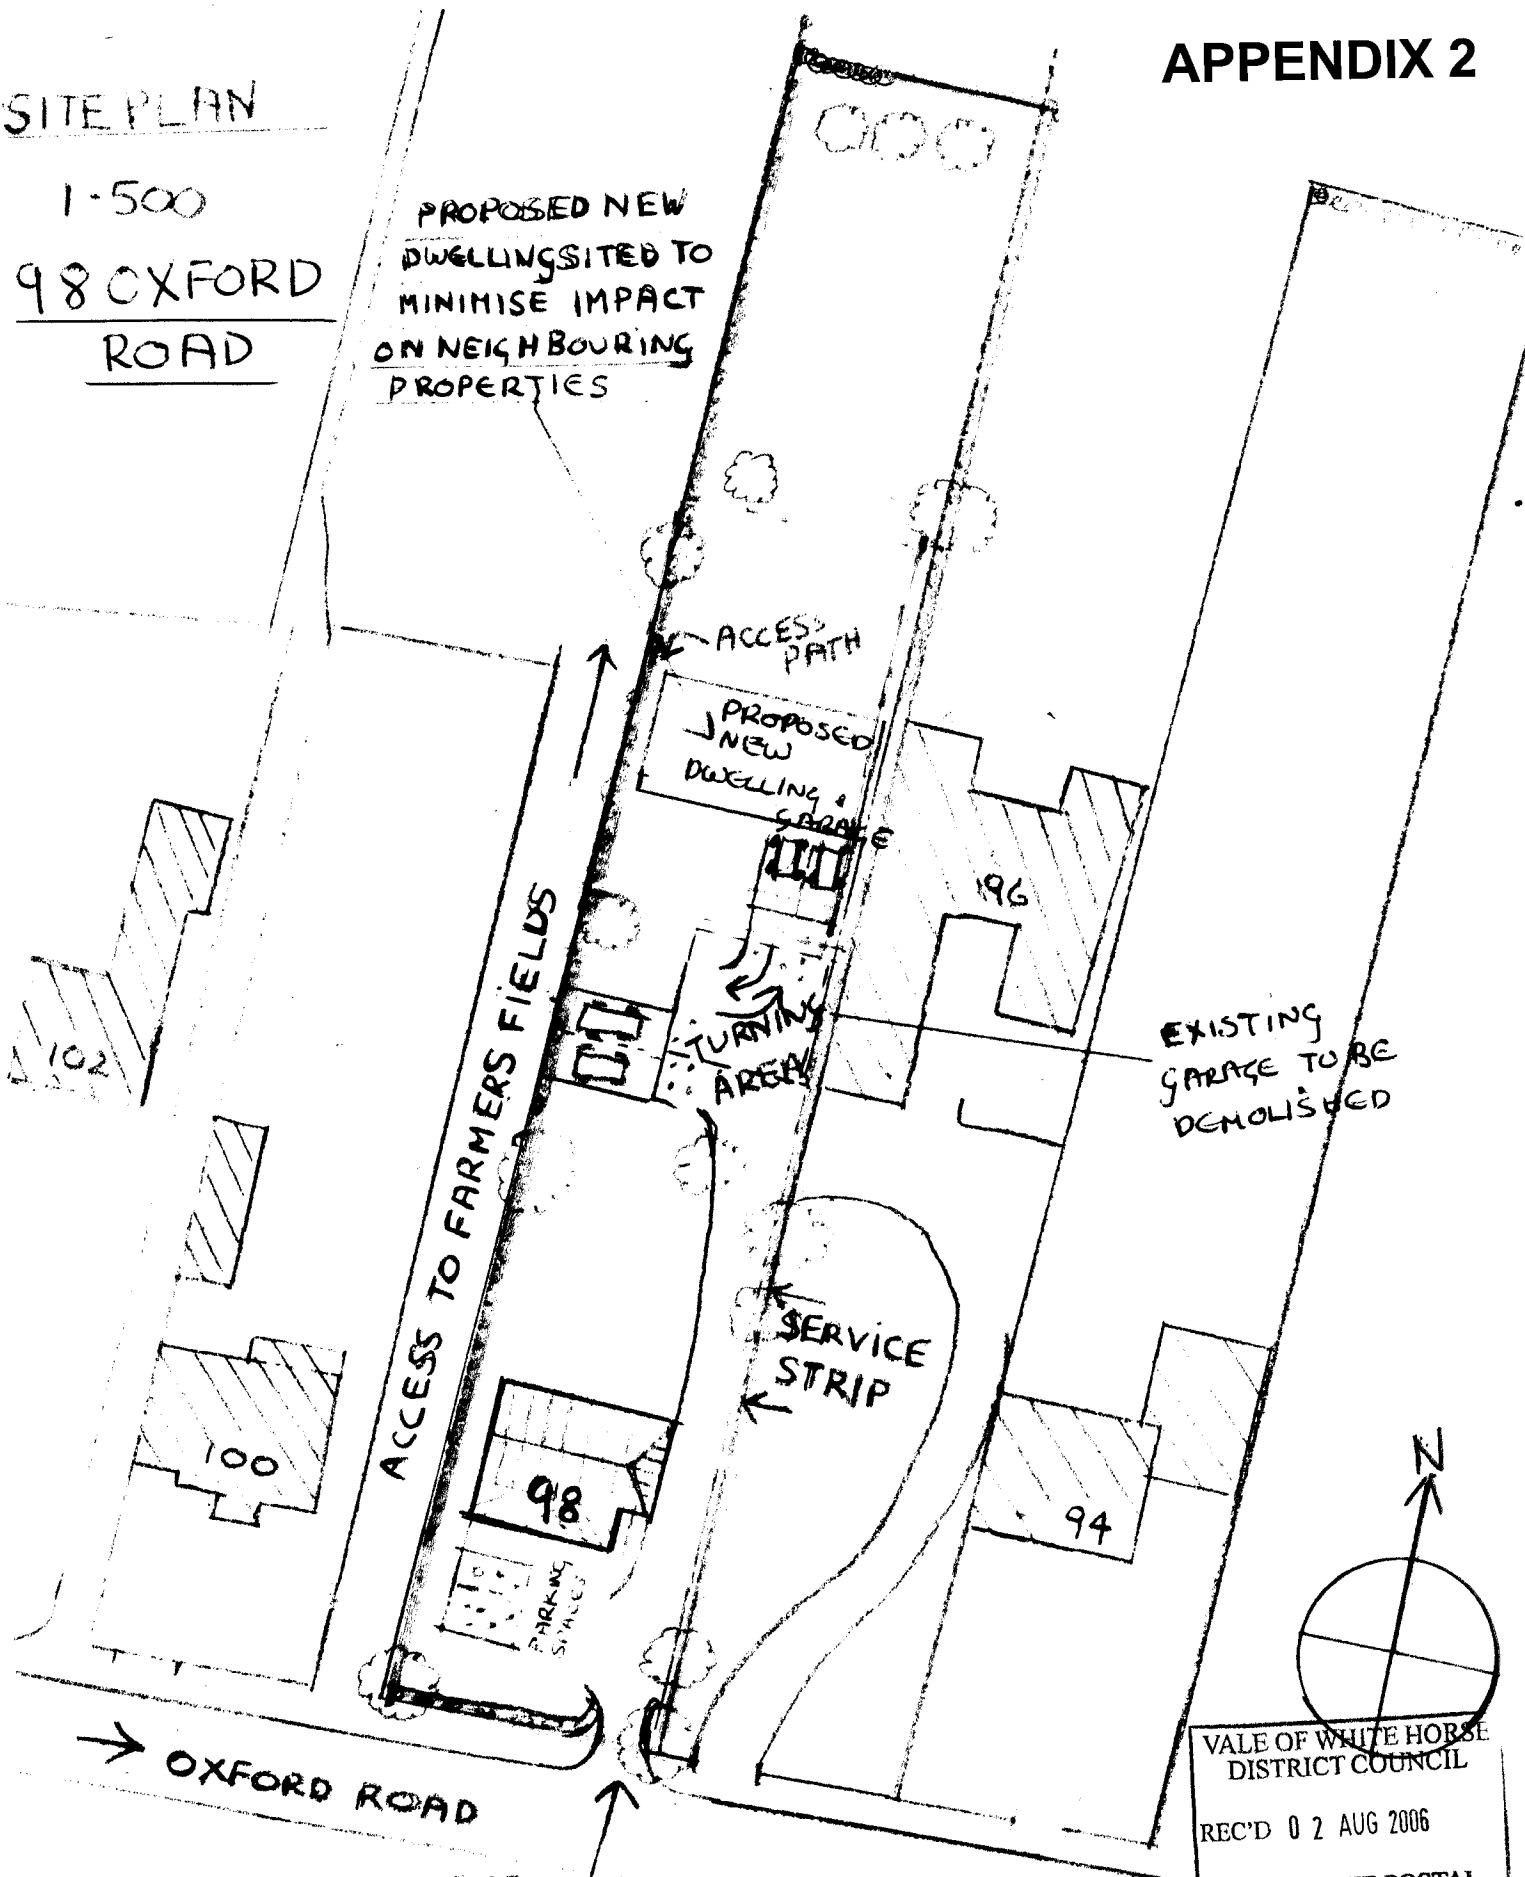 APPENDIX 2
SITE PLAN
1-500
98 OXFORD
ROAD
PROPOSED NEW
DWELLING SITED TO
MINIMISE IMPACT
ON NEIGHBOURING
PROPERTIES
ACCESS
PATH
PROPOSED
NEW
DWELLING &
GARAGE
196
TURNING
AREA
EXISTING
GARAGE TO BE
DEMOLISHED
102
ACCESS TO FARMERS FIELDS
SERVICE
STRIP
100
98
94
PARKING
SPACES
N
OXFORD ROAD
VALE OF WHITE HORSE
DISTRICT COUNCIL
REC'D 02 AUG 2006
POSTAL